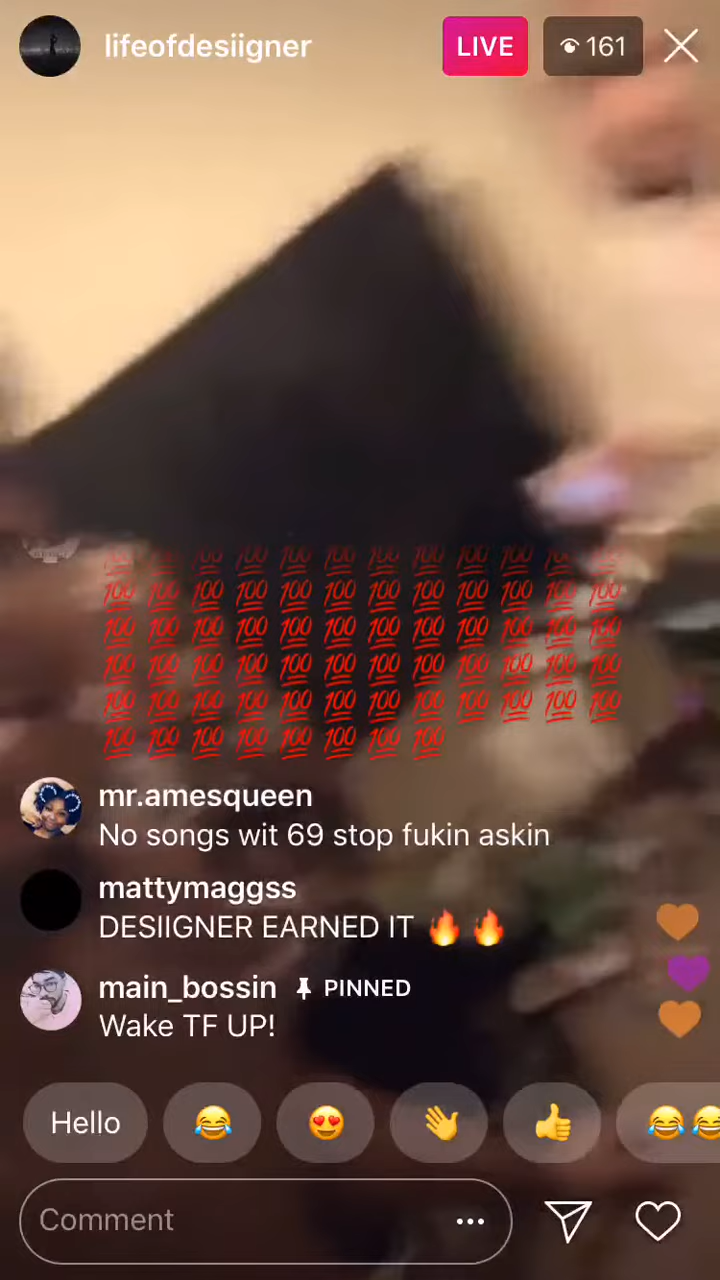 lifeofdesiigner
LIVE
161
💯💯💯💯💯💯💯💯💯💯💯💯
💯💯💯💯💯💯💯💯💯💯💯💯
💯💯💯💯💯💯💯💯💯💯💯💯
💯💯💯💯💯💯💯💯💯💯💯💯
💯💯💯💯💯💯💯💯💯💯💯💯
💯💯💯💯💯💯💯💯
mr.amesqueen
No songs wit 69 stop fukin askin
mattymaggss
DESIIGNER EARNED IT 🔥 🔥
main_bossin 📌 PINNED
Wake TF UP!
Hello 😂 😍 👋 👍 😂😂
Comment